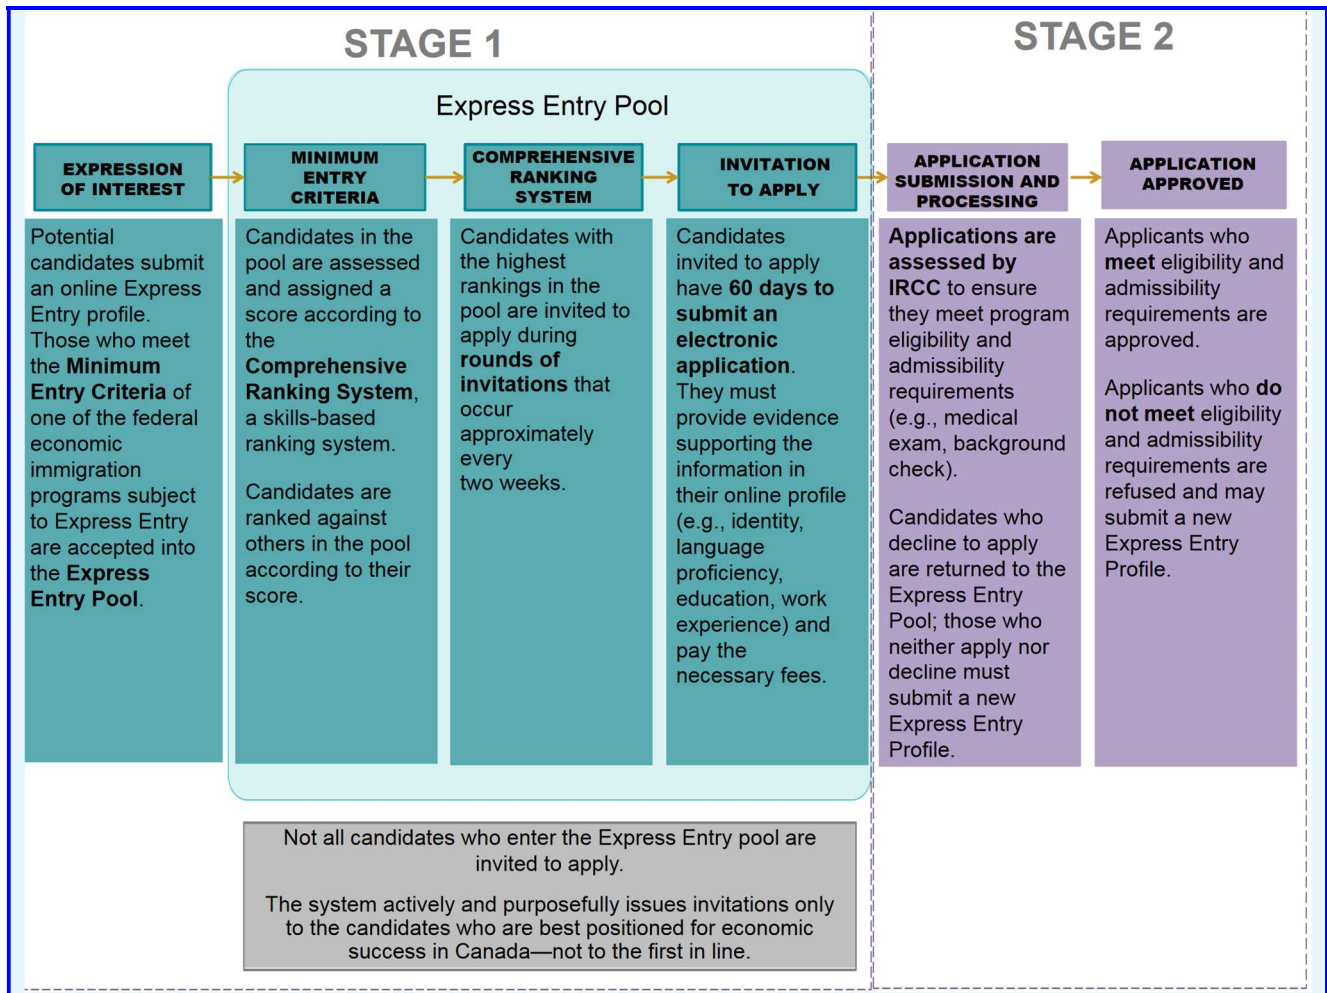 STAGE 1
Express Entry Pool
EXPRESSION
OF INTEREST
Potential
candidates submit
an online Express
Entry profile.
Those who meet
the Minimum
Entry Criteria of
one of the federal
economic
immigration
programs subject
to Express Entry
are accepted into
the Express
Entry Pool.
MINIMUM
ENTRY
CRITERIA
Candidates in the
pool are assessed
and assigned a
score according to
the
Comprehensive
Ranking System,
a skills-based
ranking system.
Candidates are
ranked against
others in the pool
according to their
score.
COMPREHENSIVE
RANKING
SYSTEM
Candidates with
the highest
rankings in the
pool are invited to
apply during
rounds of
invitations that
occur
approximately
every
two weeks.
INVITATION
TO APPLY
Candidates
invited to apply
have 60 days to
submit an
electronic
application.
They must
provide evidence
supporting the
information in
their online profile
(e.g., identity,
language
proficiency,
education, work
experience) and
pay the
necessary fees.
Not all candidates who enter the Express Entry pool are
invited to apply.
The system actively and purposefully issues invitations only
to the candidates who are best positioned for economic
success in Canada—not to the first in line.
STAGE 2
APPLICATION
SUBMISSION AND
PROCESSING
Applications are
assessed by
IRCC to ensure
they meet program
eligibility and
admissibility
requirements
(e.g., medical
exam, background
check).
Candidates who
decline to apply
are returned to the
Express Entry
Pool; those who
neither apply nor
decline must
submit a new
Express Entry
Profile.
APPLICATION
APPROVED
Applicants who
meet eligibility and
admissibility
requirements are
approved.
Applicants who do
not meet eligibility
and admissibility
requirements are
refused and may
submit a new
Express Entry
Profile.